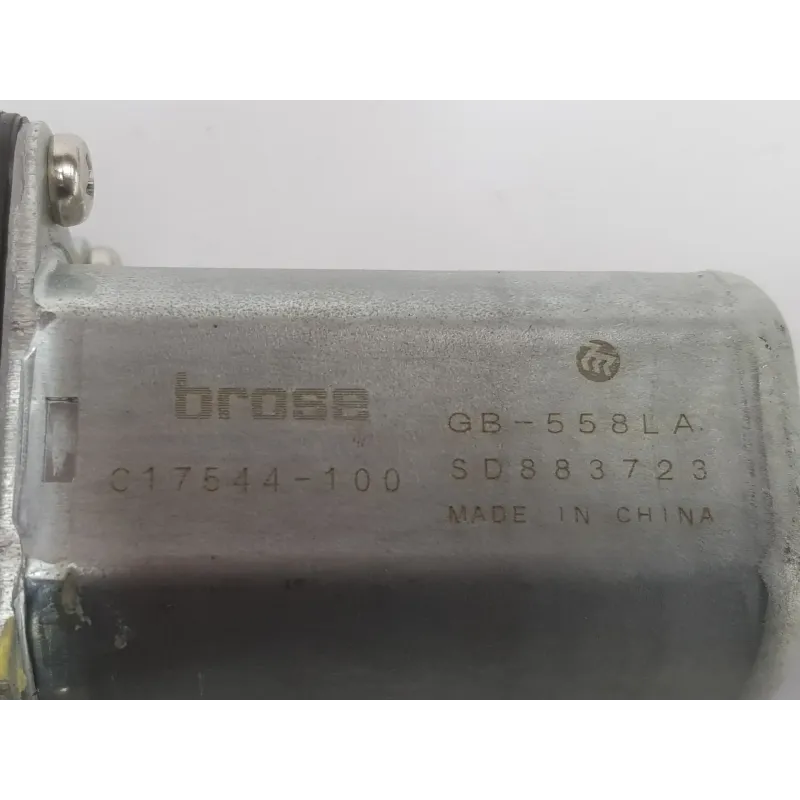 brose
C17544-100
GB-558LA
SD883723
MADE IN CHINA